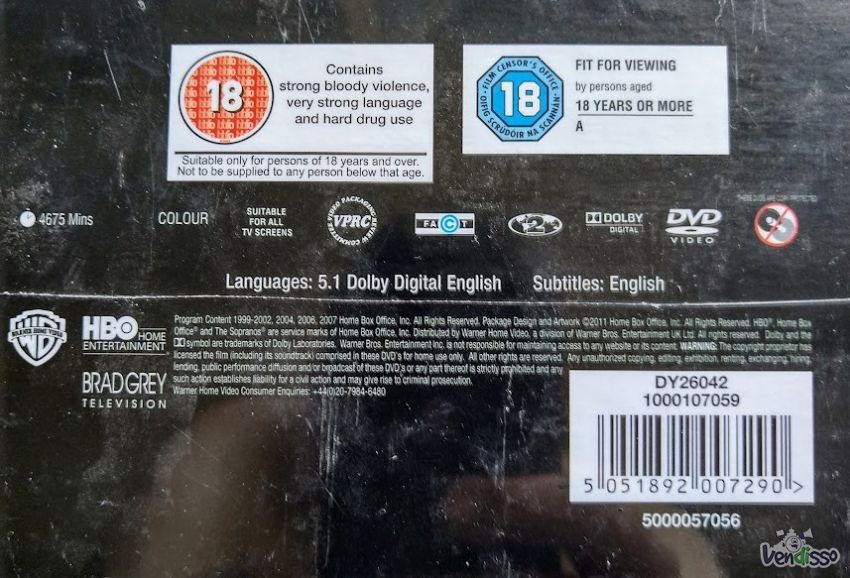 18
Contains
strong bloody violence,
very strong language
and hard drug use
Suitable only for persons of 18 years and over.
Not to be supplied to any person below that age.
FILM CENSOR'S OFFICE
OIFIG SCRÚDÓIR NA SCANNÁN
18
FIT FOR VIEWING
by persons aged
18 YEARS OR MORE
A
4675 Mins
COLOUR
SUITABLE
FOR ALL
TV SCREENS
VIDEO PACKAGING
VPRC
REVIEW COMMITTEE
FACT
2
DOLBY
DIGITAL
DVD
VIDEO
Languages: 5.1 Dolby Digital English
Subtitles: English
WB
HBO HOME
ENTERTAINMENT
BRAD GREY
TELEVISION
Program Content 1999-2002, 2004, 2006, 2007 Home Box Office, Inc. All Rights Reserved. Package Design and Artwork ©2011 Home Box Office, Inc. All Rights Reserved. HBO®, Home Box
Office® and The Sopranos® are service marks of Home Box Office, Inc. Distributed by Warner Home Video, a division of Warner Bros. Entertainment UK Ltd. All rights reserved. Dolby and the
symbol are trademarks of Dolby Laboratories. Warner Bros. Entertainment Inc. is not responsible for maintaining access to any website or its content. WARNING: The copyright proprietor has
licensed the film (including its soundtrack) comprised in these DVD's for home use only. All other rights are reserved. Any unauthorized copying, editing, exhibition, renting, exchanging, hiring,
lending, public performance diffusion and/or broadcast of these DVD's or any part thereof is strictly prohibited and any
such action establishes liability for a civil action and may give rise to criminal prosecution.
Warner Home Video Consumer Enquiries: +44(0)20-7984-6480
DY26042
1000107059
5 051892 007290 >
5000057056
Vendisso